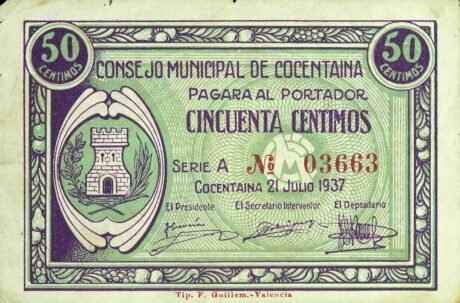 50 CENTIMOS
50 CENTIMOS
CONSEJO MUNICIPAL DE COCENTAINA
PAGARA AL PORTADOR
CINCUENTA CENTIMOS
SERIE A No 03663
COCENTAINA 21 JULIO 1937
El Presidente El Secretario Interventor El Depositario
Tip. F. Guillem.-Valencia